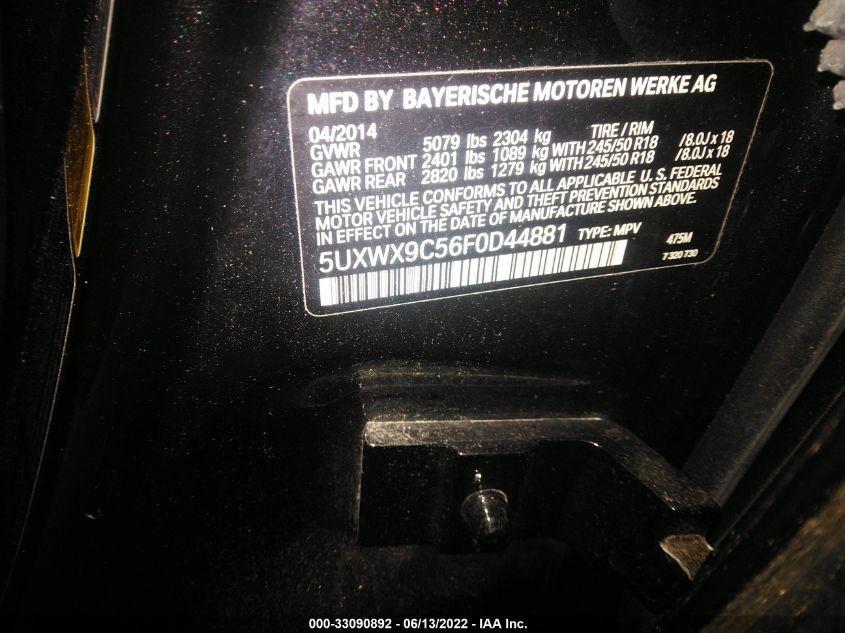 MFD BY BAYERISCHE MOTOREN WERKE AG
04/2014 TIRE / RIM
GVWR 5079 lbs 2304 kg
GAWR FRONT 2401 lbs 1089 kg WITH 245/50 R18 /8.0J x 18
GAWR REAR 2820 lbs 1279 kg WITH 245/50 R18 /8.0J x 18
THIS VEHICLE CONFORMS TO ALL APPLICABLE U. S. FEDERAL
MOTOR VEHICLE SAFETY AND THEFT PREVENTION STANDARDS
IN EFFECT ON THE DATE OF MANUFACTURE SHOWN ABOVE.
5UXWX9C56F0D44881 TYPE: MPV 475M
7 320 730
000-33090892 - 06/13/2022 - IAA Inc.